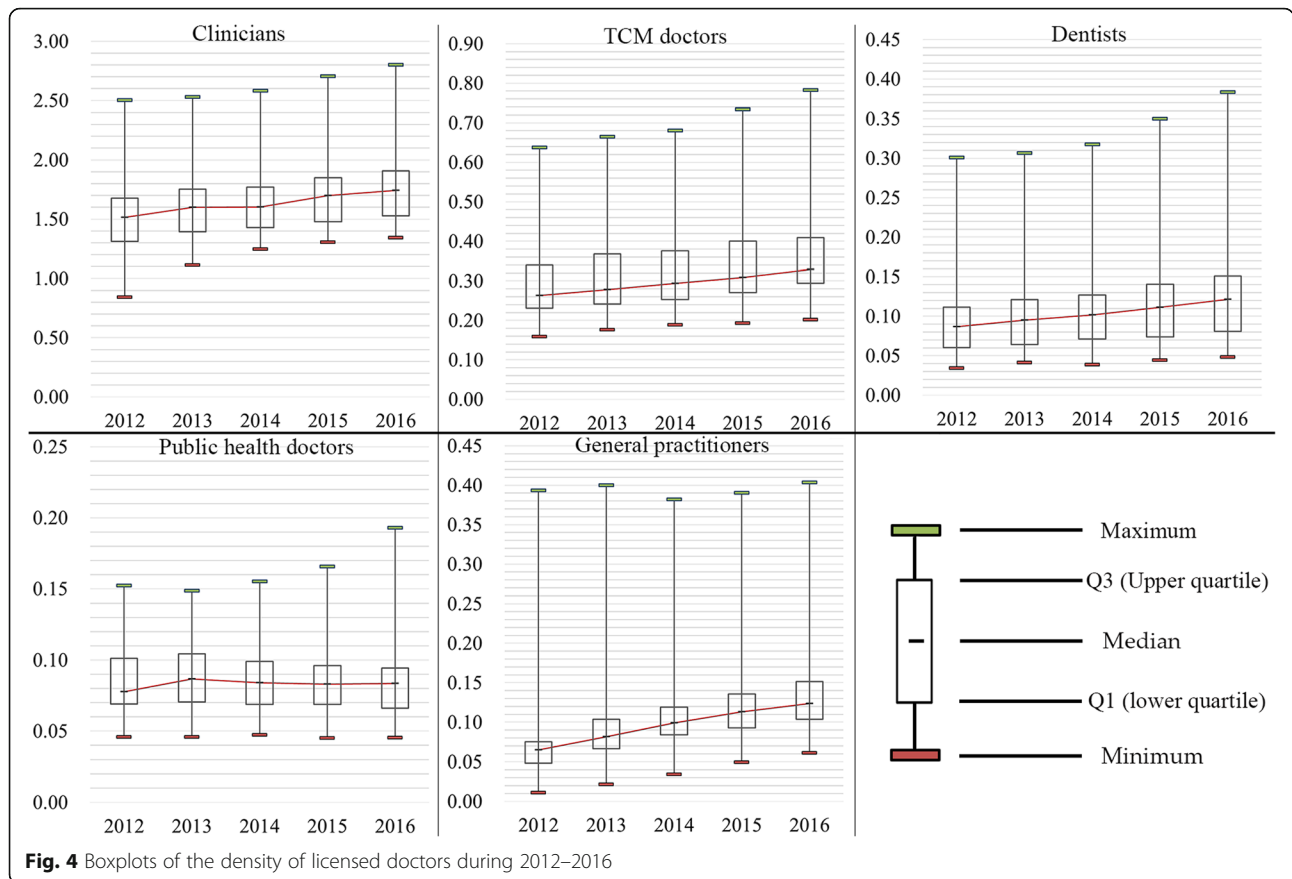 Clinicians
3.00
2.50
2.00
1.50
1.00
0.50
0.00
2012 2013 2014 2015 2016
TCM doctors
0.90
0.80
0.70
0.60
0.50
0.40
0.30
0.20
0.10
0.00
2012 2013 2014 2015 2016
Dentists
0.45
0.40
0.35
0.30
0.25
0.20
0.15
0.10
0.05
0.00
2012 2013 2014 2015 2016
Public health doctors
0.25
0.20
0.15
0.10
0.05
0.00
2012 2013 2014 2015 2016
General practitioners
0.45
0.40
0.35
0.30
0.25
0.20
0.15
0.10
0.05
0.00
2012 2013 2014 2015 2016
Maximum
Q3 (Upper quartile)
Median
Q1 (lower quartile)
Minimum
Fig. 4 Boxplots of the density of licensed doctors during 2012–2016